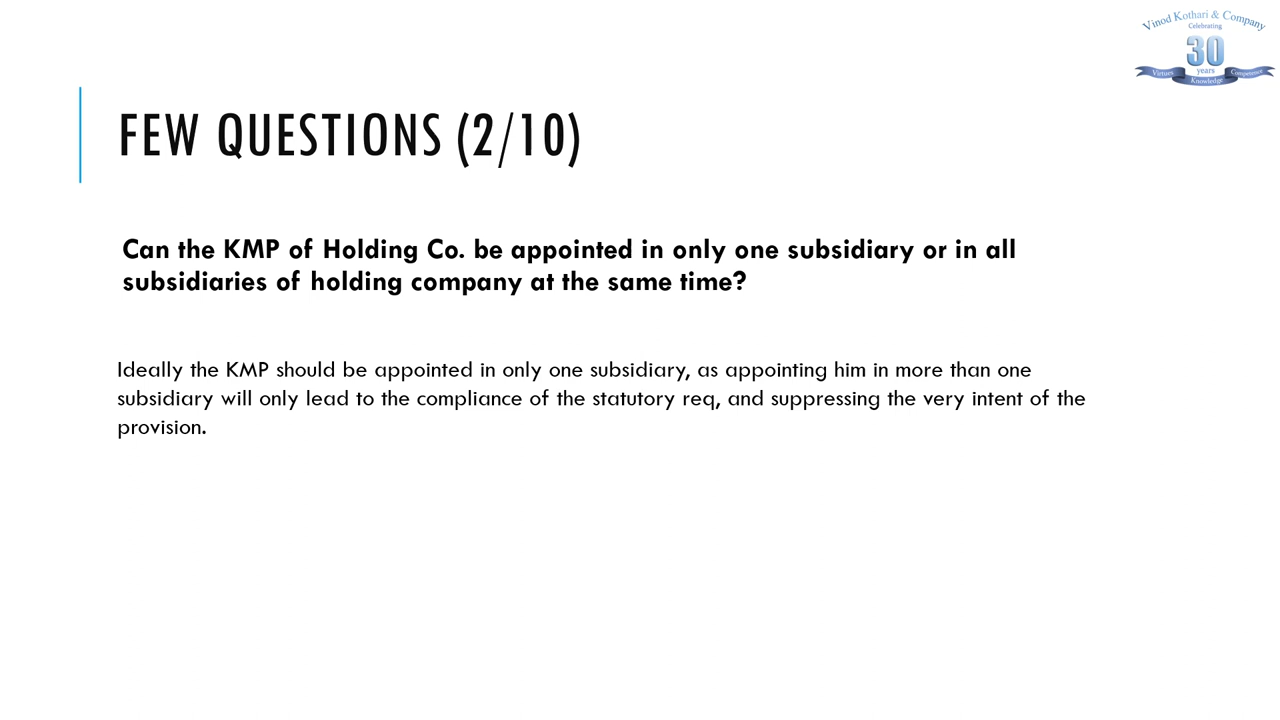 Vinod Kothari & Company
Celebrating
30
years
Virtues
Knowledge
Competence
FEW QUESTIONS (2/10)
Can the KMP of Holding Co. be appointed in only one subsidiary or in all
subsidiaries of holding company at the same time?
Ideally the KMP should be appointed in only one subsidiary, as appointing him in more than one
subsidiary will only lead to the compliance of the statutory req, and suppressing the very intent of the
provision.